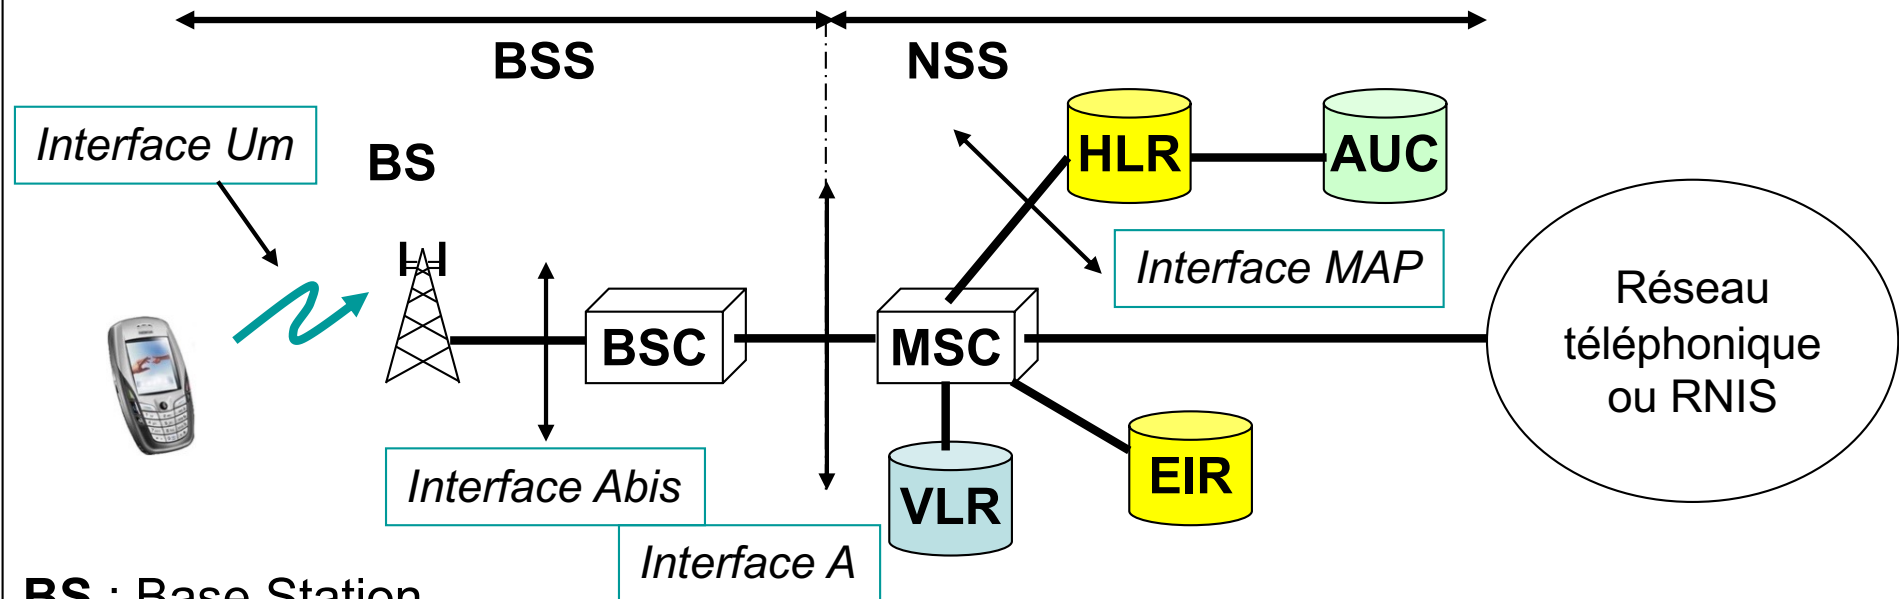 BSS
NSS
Interface Um
BS
HLR
AUC
Interface MAP
BSC
MSC
Réseau
téléphonique
ou RNIS
Interface Abis
VLR
EIR
Interface A
BS : Base Station